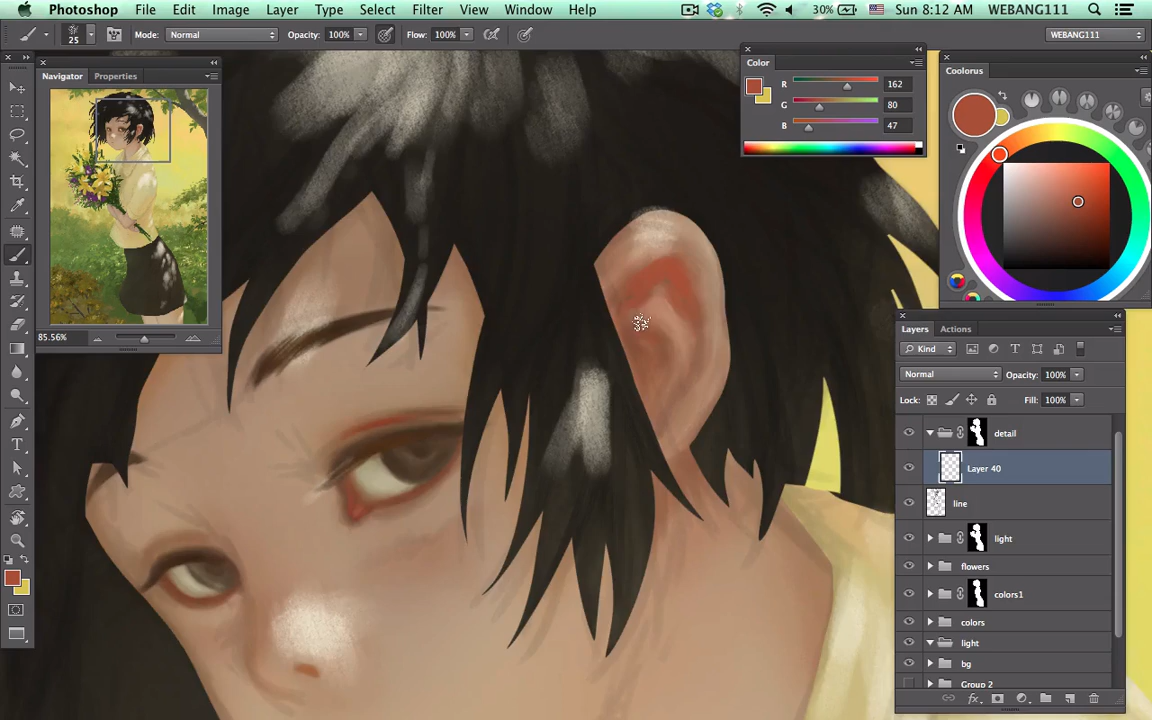 Photoshop File Edit Image Layer Type Select Filter View Window Help 30% Sun 8:12 AM WEBANG111
25 Mode: Normal Opacity: 100% Flow: 100% WEBANG111
Navigator Properties
85.56%
Color
R 162
G 80
B 47
Coolorus
Layers Actions
Kind
Normal Opacity: 100%
Lock: Fill: 100%
detail
Layer 40
line
light
flowers
colors1
colors
light
bg
Group 2
fx